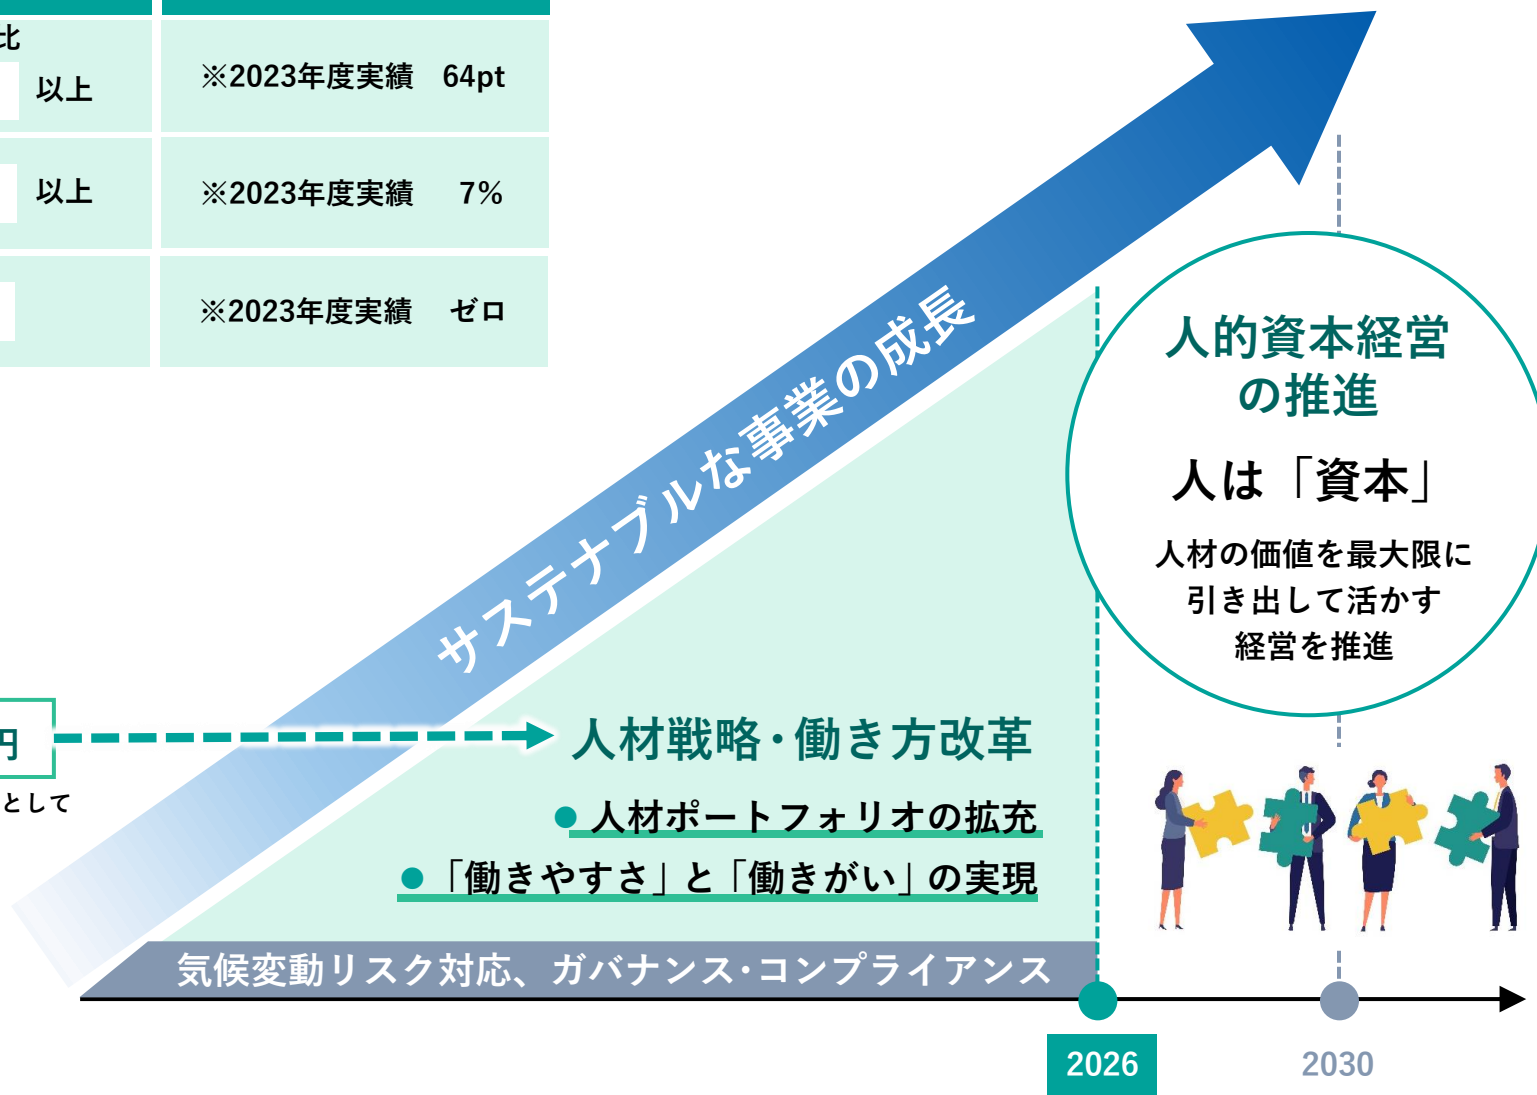 比
以上
※2023年度実績 64pt
以上
※2023年度実績 7%
※2023年度実績 ゼロ
サステナブルな事業の成長
人的資本経営
の推進
人は「資本」
人材の価値を最大限に
引き出して活かす
経営を推進
円
として
人材戦略・働き方改革
● 人材ポートフォリオの拡充
● 「働きやすさ」と「働きがい」の実現
気候変動リスク対応、ガバナンス・コンプライアンス
2026
2030